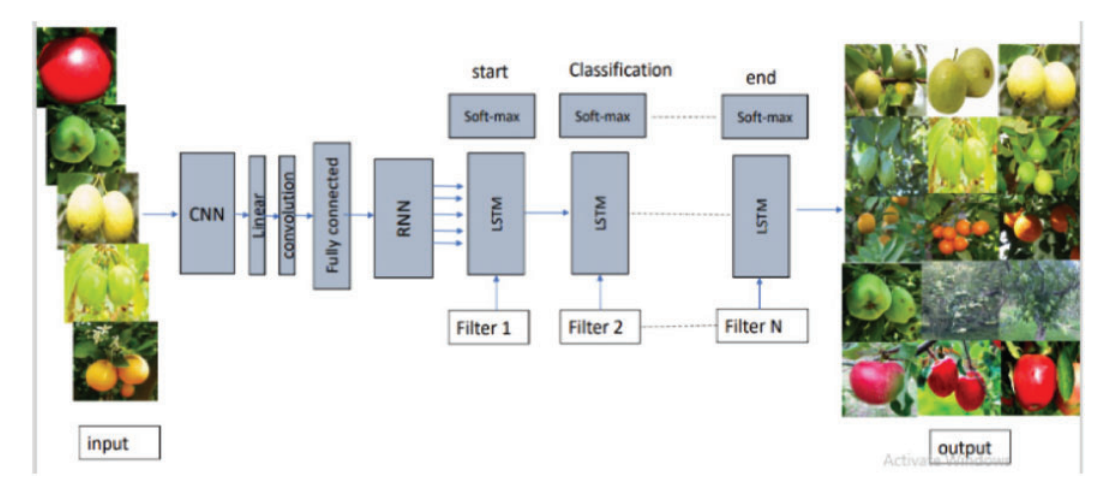 start
Classification
end
Soft-max
Soft-max
Soft-max
CNN
Linear
convolution
Fully connected
RNN
LSTM
LSTM
LSTM
Filter 1
Filter 2
Filter N
input
output
Activate Windows